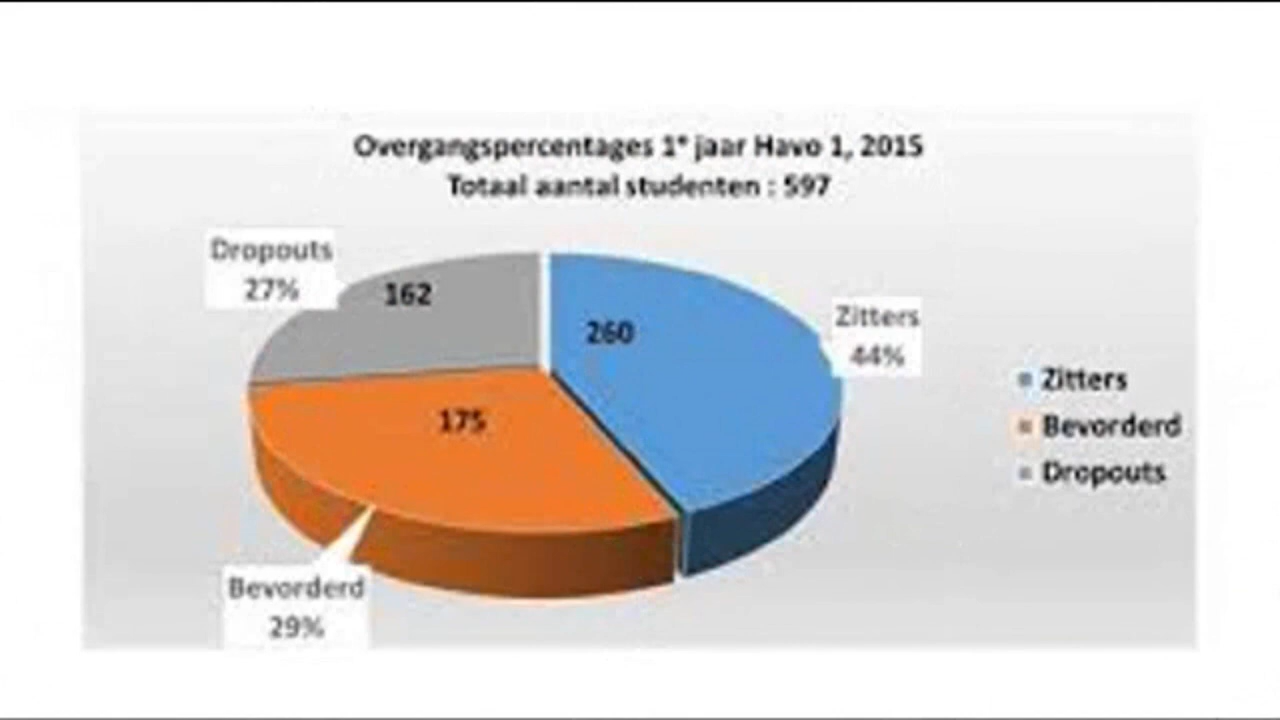 Overgangspercentages 1e jaar Havo 1, 2015
Totaal aantal studenten : 597
Dropouts
27%
162
260
Zitters
44%
175
Zitters
Bevorderd
Dropouts
Bevorderd
29%